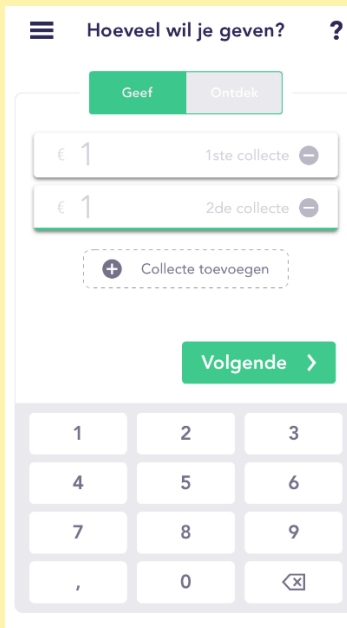 Hoeveel wil je geven? ?
Geef Ontdek
€ 1 1ste collecte
€ 1 2de collecte
Collecte toevoegen
Volgende
1 2 3
4 5 6
7 8 9
, 0